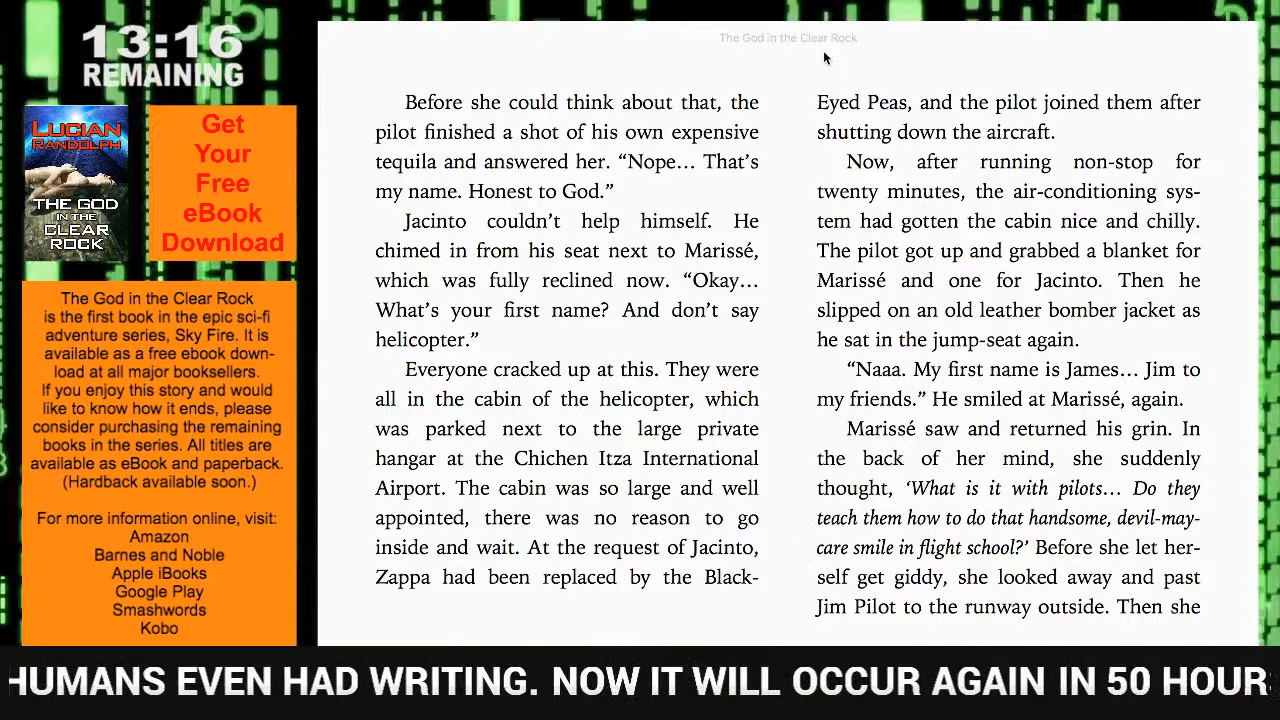 13:16
REMAINING
LUCIAN
RANDOLPH
THE GOD
IN THE
CLEAR
ROCK
Get
Your
Free
eBook
Download
The God in the Clear Rock
is the first book in the epic sci-fi
adventure series, Sky Fire. It is
available as a free ebook down-
load at all major booksellers.
If you enjoy this story and would
like to know how it ends, please
consider purchasing the remaining
books in the series. All titles are
available as eBook and paperback.
(Hardback available soon.)
For more information online, visit:
Amazon
Barnes and Noble
Apple iBooks
Google Play
Smashwords
Kobo
The God in the Clear Rock
Before she could think about that, the
pilot finished a shot of his own expensive
tequila and answered her. “Nope… That’s
my name. Honest to God.”
Jacinto couldn’t help himself. He
chimed in from his seat next to Marissé,
which was fully reclined now. “Okay…
What’s your first name? And don’t say
helicopter.”
Everyone cracked up at this. They were
all in the cabin of the helicopter, which
was parked next to the large private
hangar at the Chichen Itza International
Airport. The cabin was so large and well
appointed, there was no reason to go
inside and wait. At the request of Jacinto,
Zappa had been replaced by the Black-
Eyed Peas, and the pilot joined them after
shutting down the aircraft.
Now, after running non-stop for
twenty minutes, the air-conditioning sys-
tem had gotten the cabin nice and chilly.
The pilot got up and grabbed a blanket for
Marissé and one for Jacinto. Then he
slipped on an old leather bomber jacket as
he sat in the jump-seat again.
“Naaa. My first name is James… Jim to
my friends.” He smiled at Marissé, again.
Marissé saw and returned his grin. In
the back of her mind, she suddenly
thought, ‘What is it with pilots… Do they
teach them how to do that handsome, devil-may-
care smile in flight school?’ Before she let her-
self get giddy, she looked away and past
Jim Pilot to the runway outside. Then she
HUMANS EVEN HAD WRITING. NOW IT WILL OCCUR AGAIN IN 50 HOUR